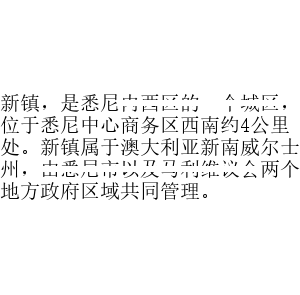 新镇，是悉尼内西区的一个城区，
位于悉尼中心商务区西南约4公里
处。新镇属于澳大利亚新南威尔士
州，由悉尼市以及马利维议会两个
地方政府区域共同管理。